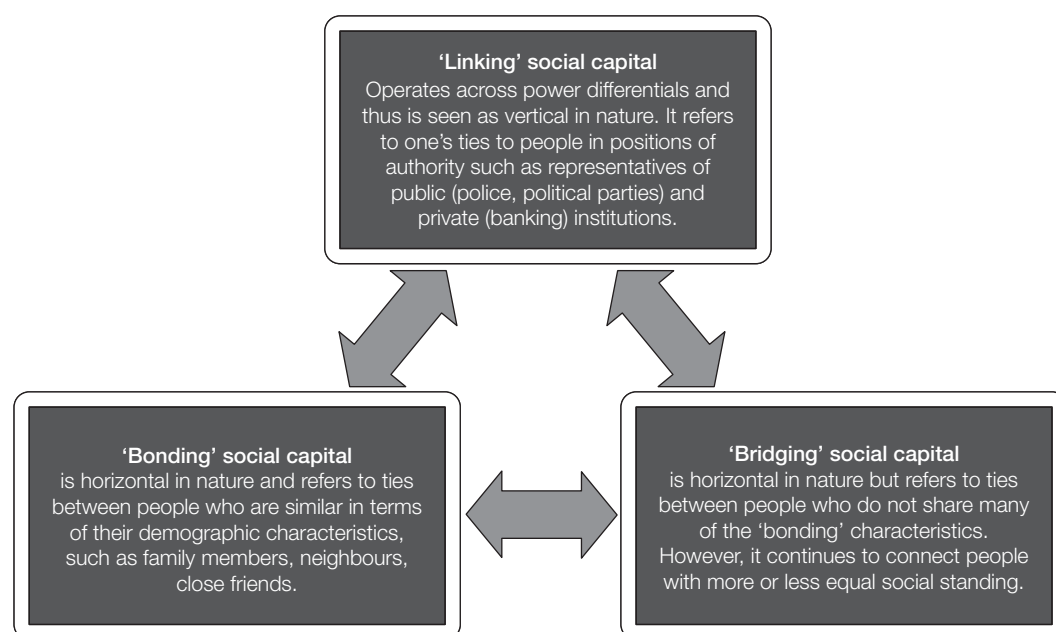 ‘Linking’ social capital
Operates across power differentials and
thus is seen as vertical in nature. It refers
to one’s ties to people in positions of
authority such as representatives of
public (police, political parties) and
private (banking) institutions.
‘Bonding’ social capital
is horizontal in nature and refers to ties
between people who are similar in terms
of their demographic characteristics,
such as family members, neighbours,
close friends.
‘Bridging’ social capital
is horizontal in nature but refers to ties
between people who do not share many
of the ‘bonding’ characteristics.
However, it continues to connect people
with more or less equal social standing.